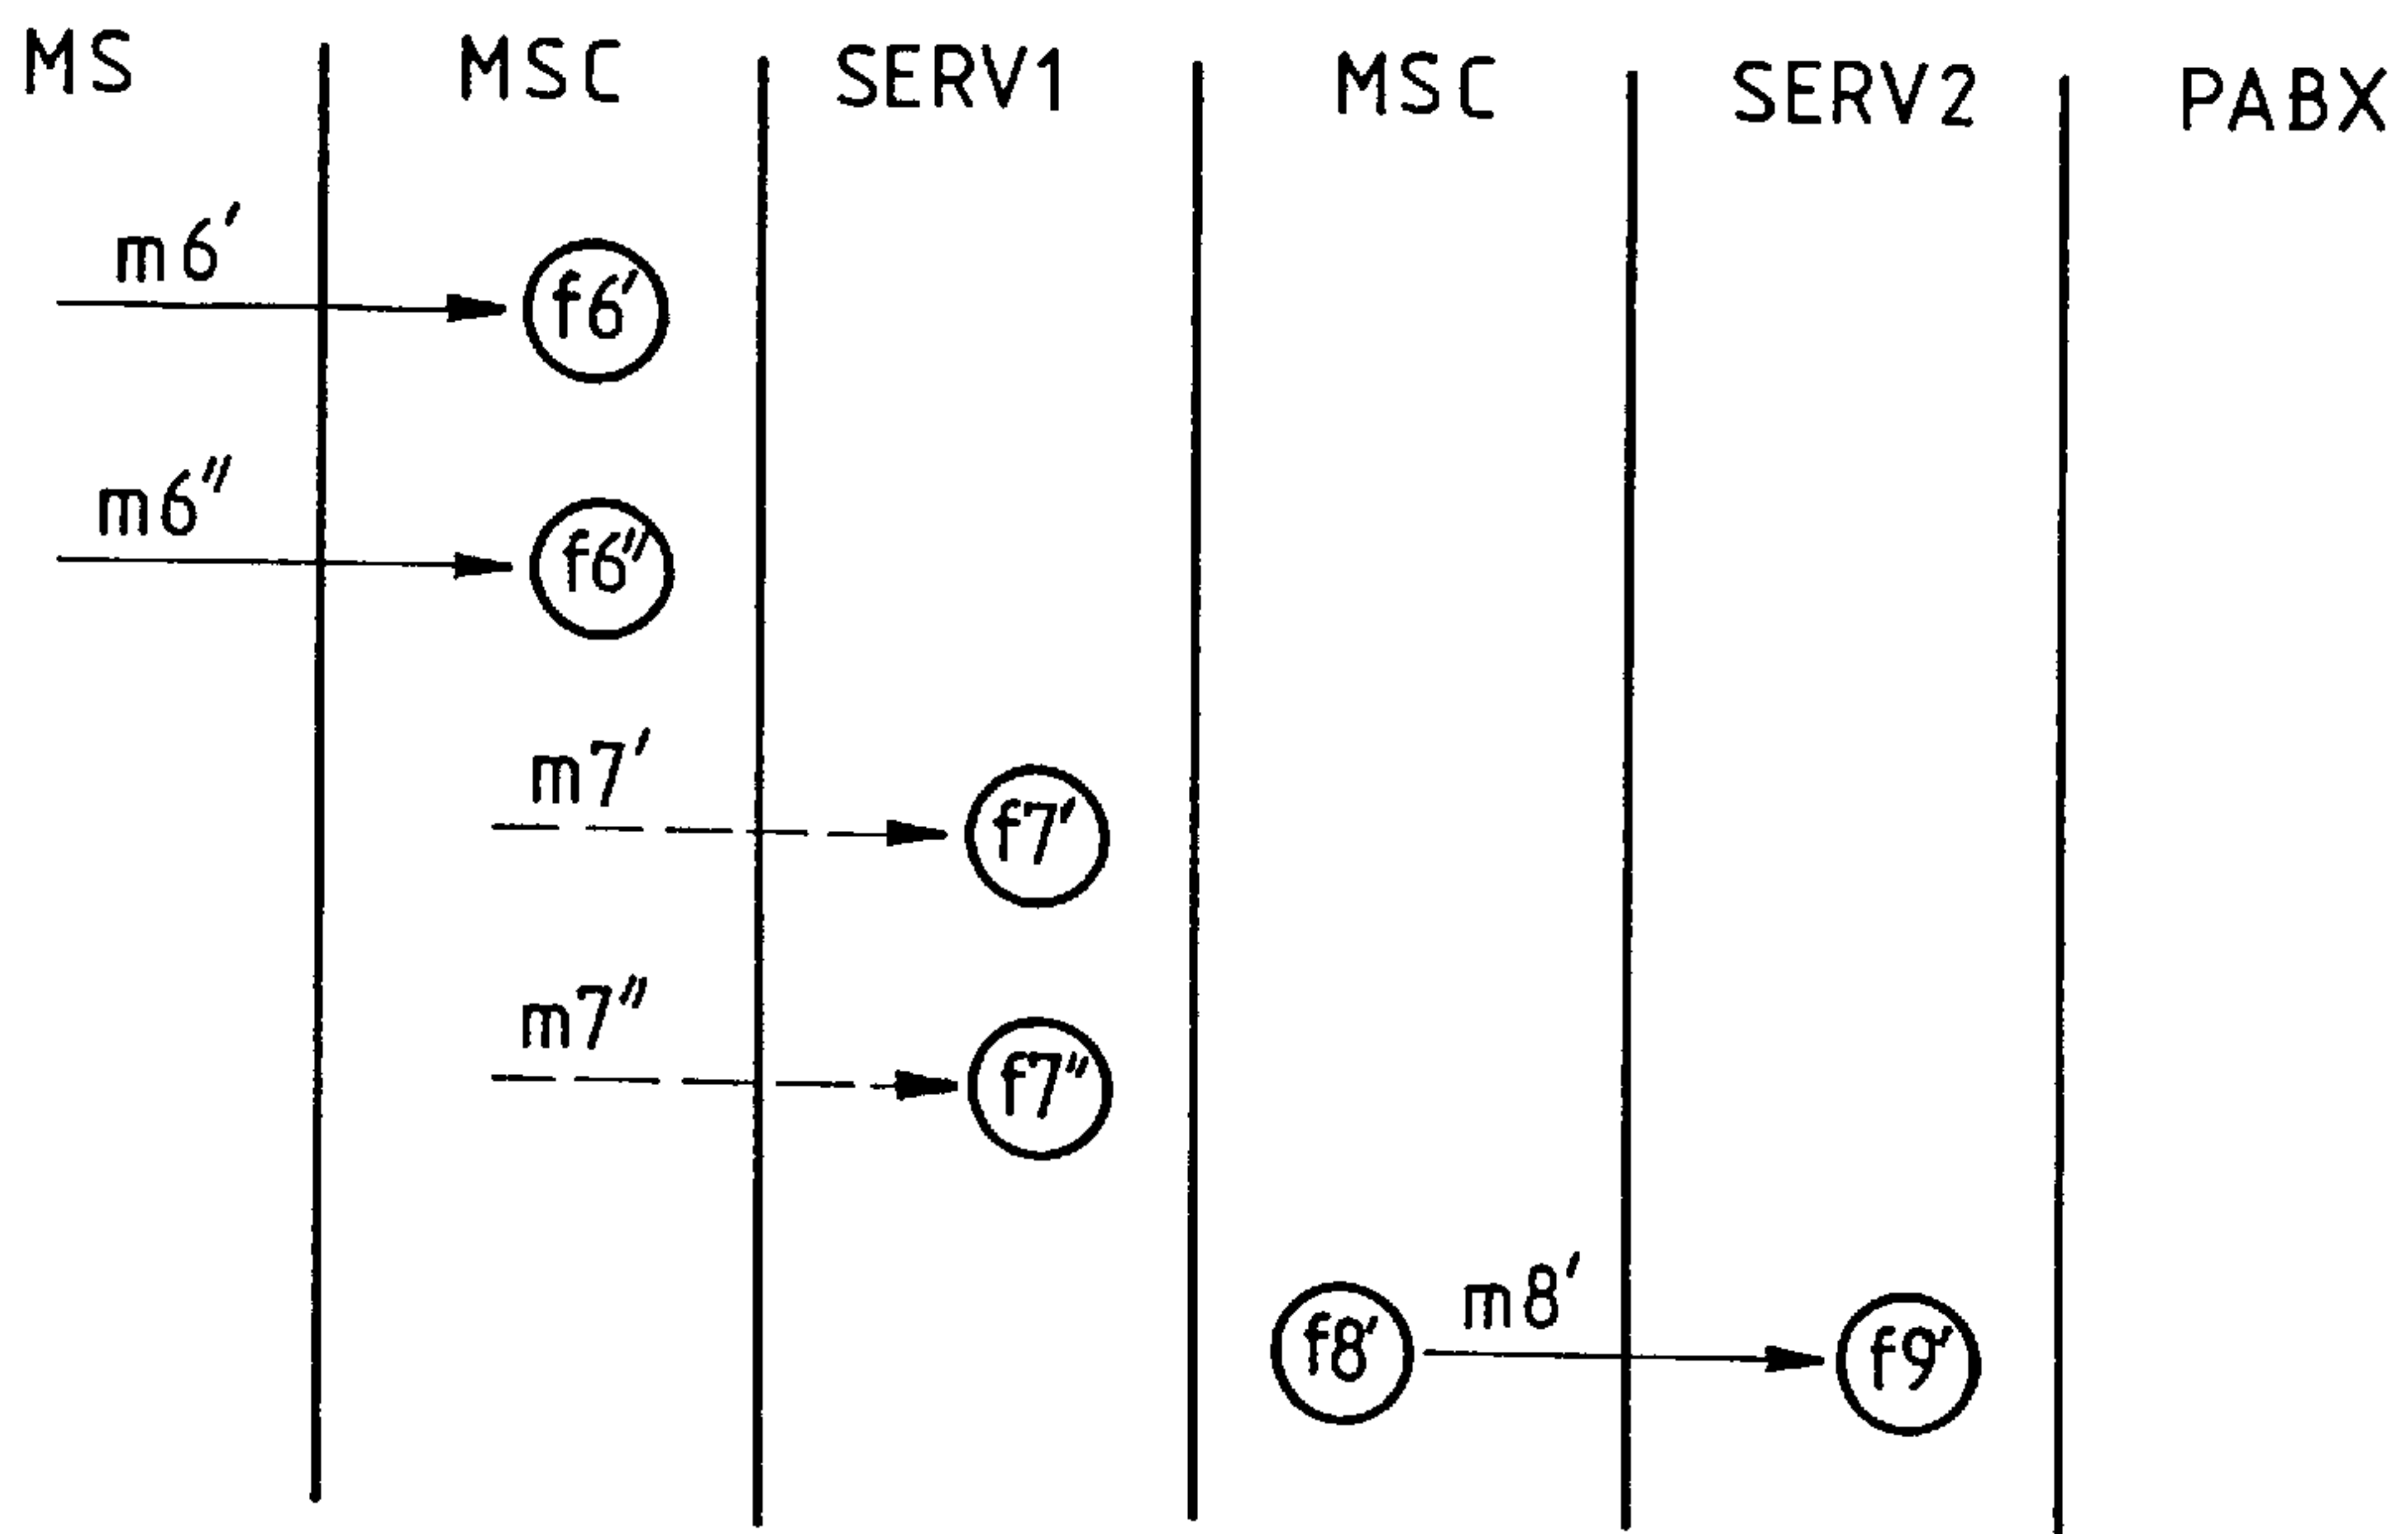 MS MSC SERV1 MSC SERV2 PABX
m6′
f6′
m6″
f6″
m7′
f7′
m7″
f7″
f8′ m8′ f9′